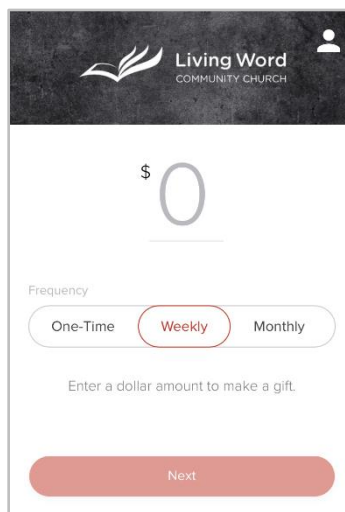 Living Word
COMMUNITY CHURCH
$ 0
Frequency
One-Time Weekly Monthly
Enter a dollar amount to make a gift.
Next